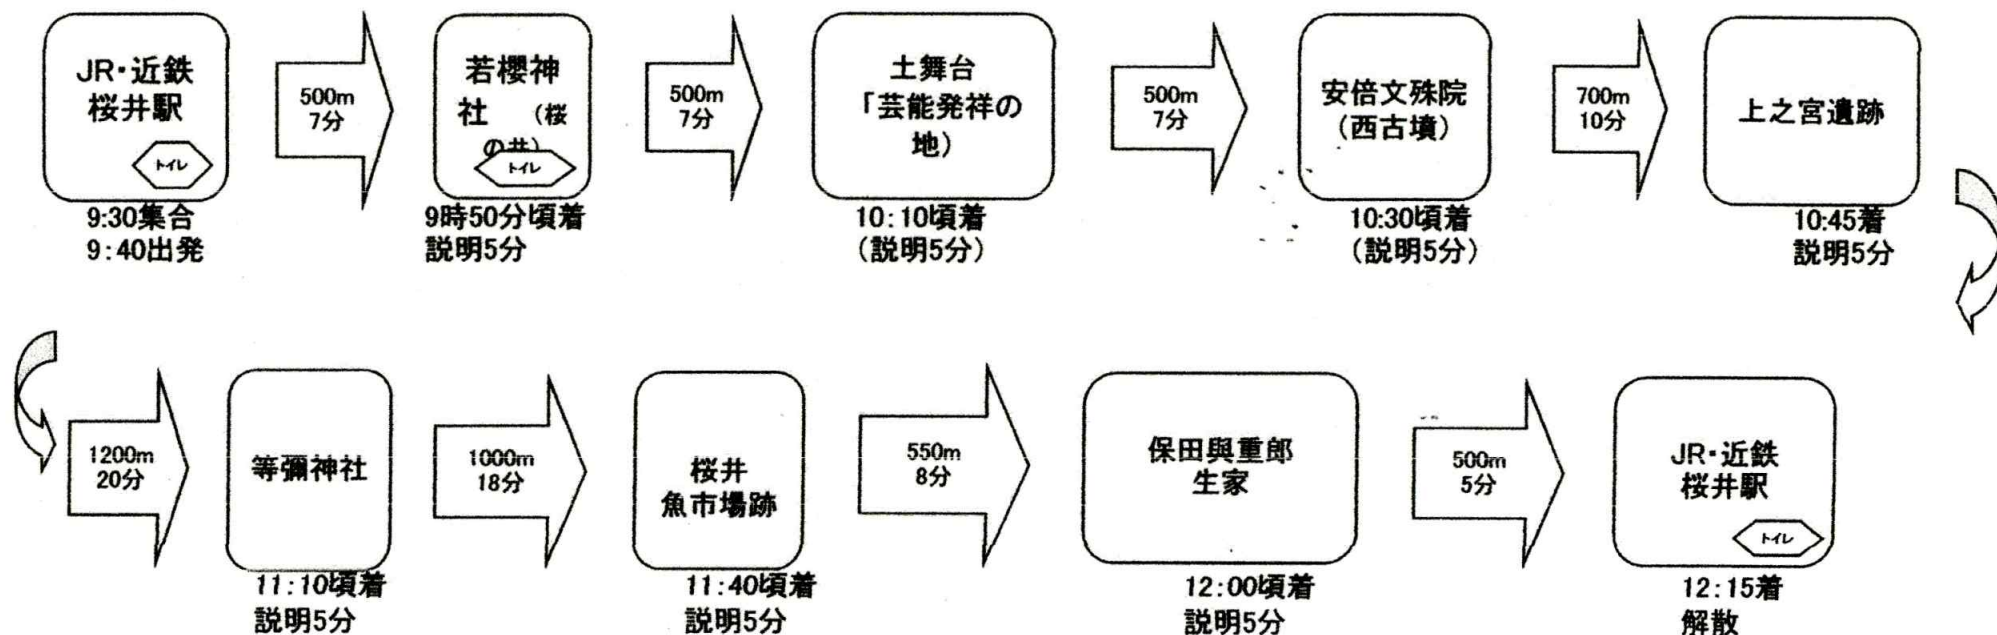 JR・近鉄
桜井駅
トイレ
9:30集合
9:40出発
500m
7分
若櫻神
社 (桜
の井)
トイレ
9時50分頃着
説明5分
500m
7分
土舞台
「芸能発祥の
地)
10:10頃着
(説明5分)
500m
7分
安倍文殊院
(西古墳)
10:30頃着
(説明5分)
700m
10分
上之宮遺跡
10:45着
説明5分
1200m
20分
等彌神社
11:10頃着
説明5分
1000m
18分
桜井
魚市場跡
11:40頃着
説明5分
550m
8分
保田與重郎
生家
12:00頃着
説明5分
500m
5分
JR・近鉄
桜井駅
トイレ
12:15着
解散